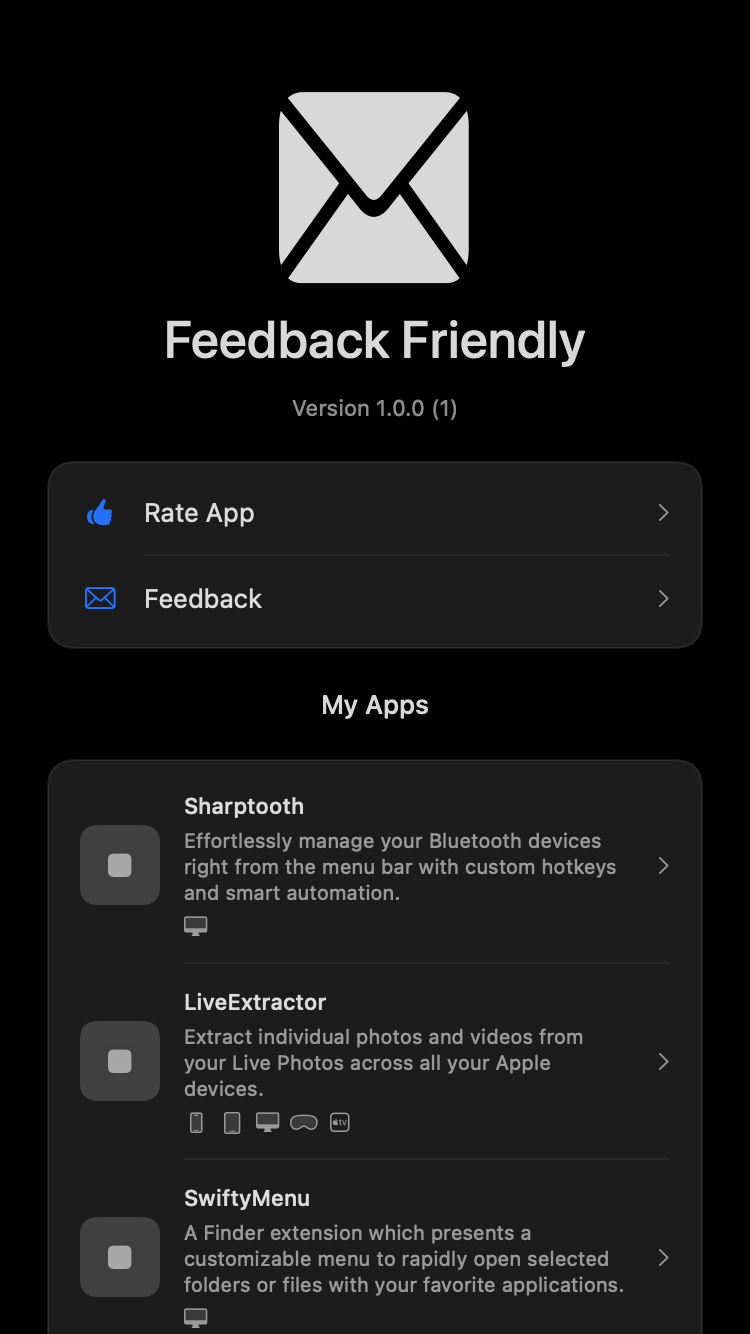 Feedback Friendly
Version 1.0.0 (1)
Rate App
Feedback
My Apps
Sharptooth
Effortlessly manage your Bluetooth devices
right from the menu bar with custom hotkeys
and smart automation.
LiveExtractor
Extract individual photos and videos from
your Live Photos across all your Apple
devices.
tv
SwiftyMenu
A Finder extension which presents a
customizable menu to rapidly open selected
folders or files with your favorite applications.